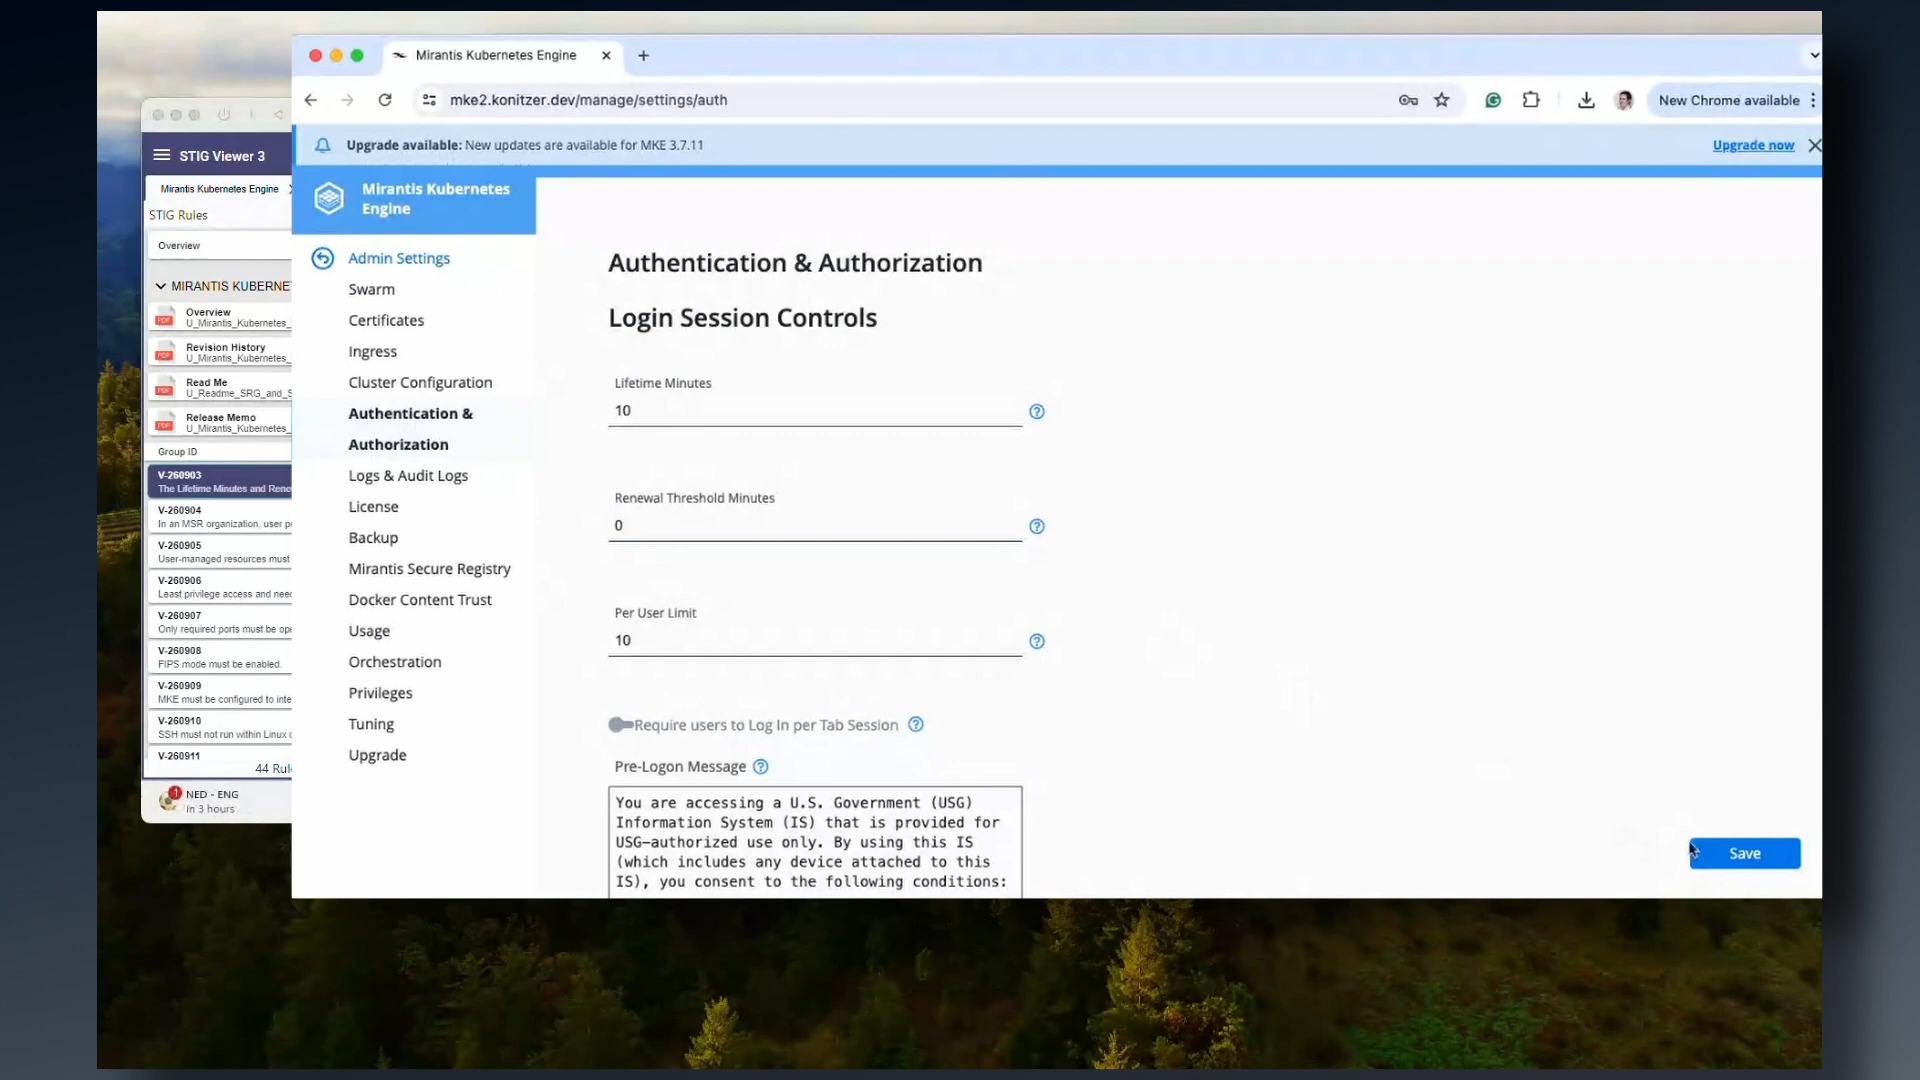 Mirantis Kubernetes Engine
mke2.konitzer.dev/manage/settings/auth
New Chrome available
Upgrade available: New updates are available for MKE 3.7.11
Upgrade now
STIG Viewer 3
Mirantis Kubernetes Engine
STIG Rules
Overview
MIRANTIS KUBERNE
Overview
U_Mirantis_Kubernetes_
Revision History
U_Mirantis_Kubernetes_
Read Me
U_Readme_SRG_and_S
Release Memo
U_Mirantis_Kubernetes_
Group ID
V-260903
The Lifetime Minutes and Rene
V-260904
In an MSR organization, user p
V-260905
User-managed resources must
V-260906
Least privilege access and need
V-260907
Only required ports must be ope
V-260908
FIPS mode must be enabled.
V-260909
MKE must be configured to inte
V-260910
SSH must not run within Linux c
V-260911
44 Rul
1
NED - ENG
in 3 hours
Mirantis Kubernetes
Engine
Admin Settings
Swarm
Certificates
Ingress
Cluster Configuration
Authentication &
Authorization
Logs & Audit Logs
License
Backup
Mirantis Secure Registry
Docker Content Trust
Usage
Orchestration
Privileges
Tuning
Upgrade
Authentication & Authorization
Login Session Controls
Lifetime Minutes
10
Renewal Threshold Minutes
0
Per User Limit
10
Require users to Log In per Tab Session
Pre-Logon Message
You are accessing a U.S. Government (USG)
Information System (IS) that is provided for
USG-authorized use only. By using this IS
(which includes any device attached to this
IS), you consent to the following conditions:
Save